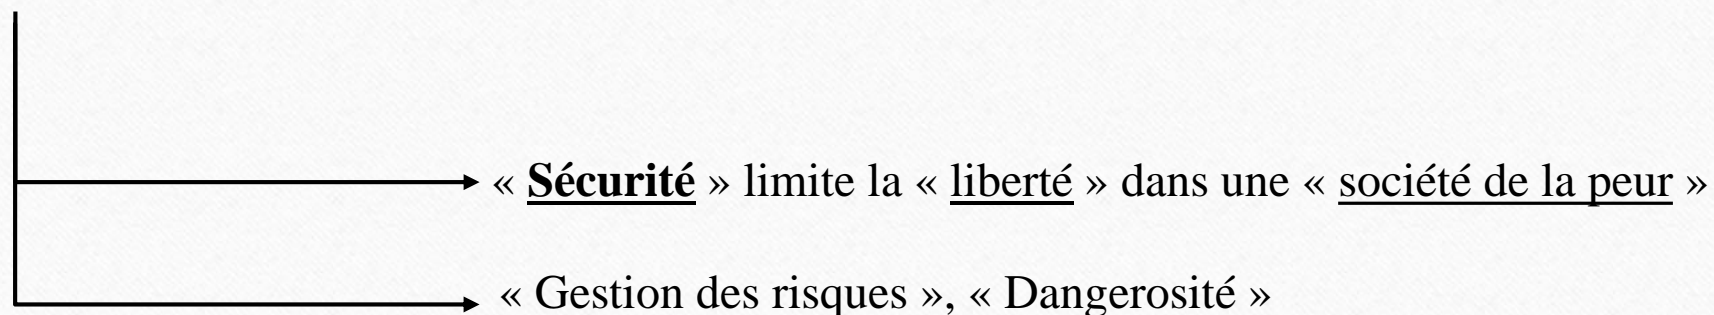 « Sécurité » limite la « liberté » dans une « société de la peur »
« Gestion des risques », « Dangerosité »